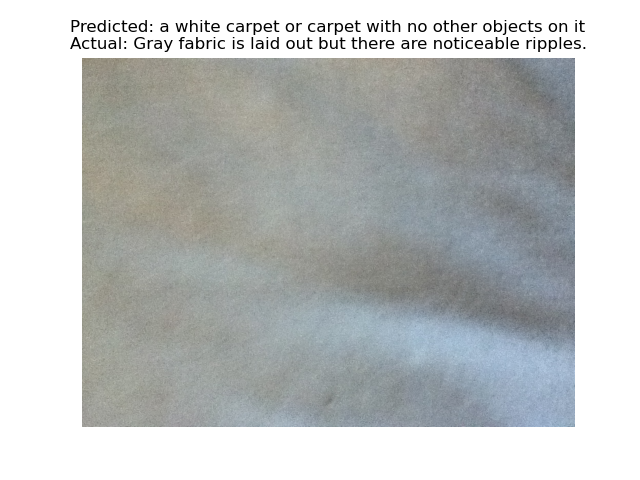 Predicted: a white carpet or carpet with no other objects on it
Actual: Gray fabric is laid out but there are noticeable ripples.